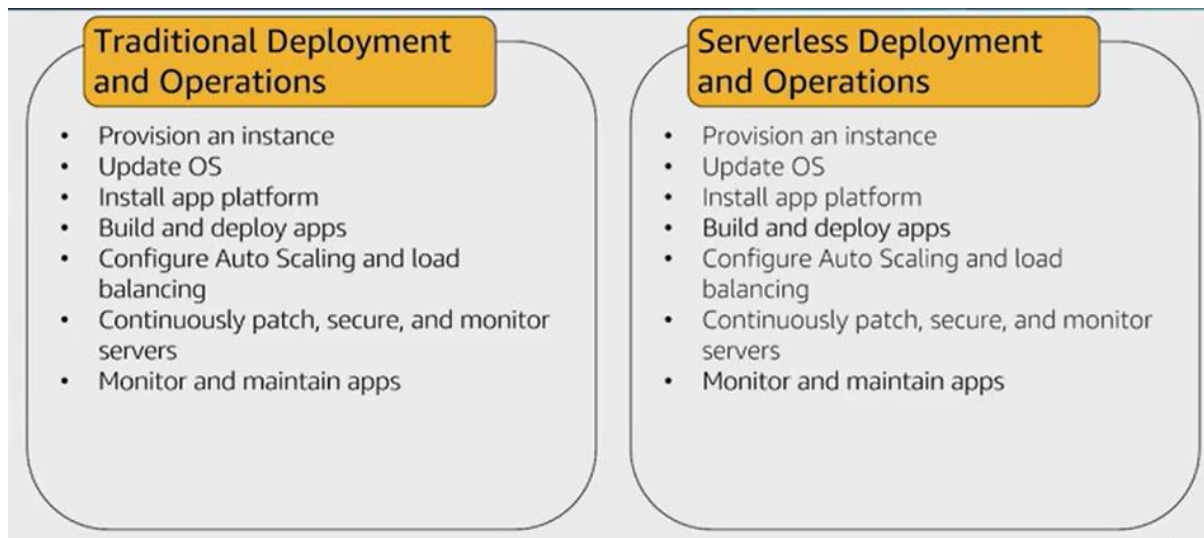 Traditional Deployment
and Operations
• Provision an instance
• Update OS
• Install app platform
• Build and deploy apps
• Configure Auto Scaling and load
balancing
• Continuously patch, secure, and monitor
servers
• Monitor and maintain apps
Serverless Deployment
and Operations
• Provision an instance
• Update OS
• Install app platform
• Build and deploy apps
• Configure Auto Scaling and load
balancing
• Continuously patch, secure, and monitor
servers
• Monitor and maintain apps